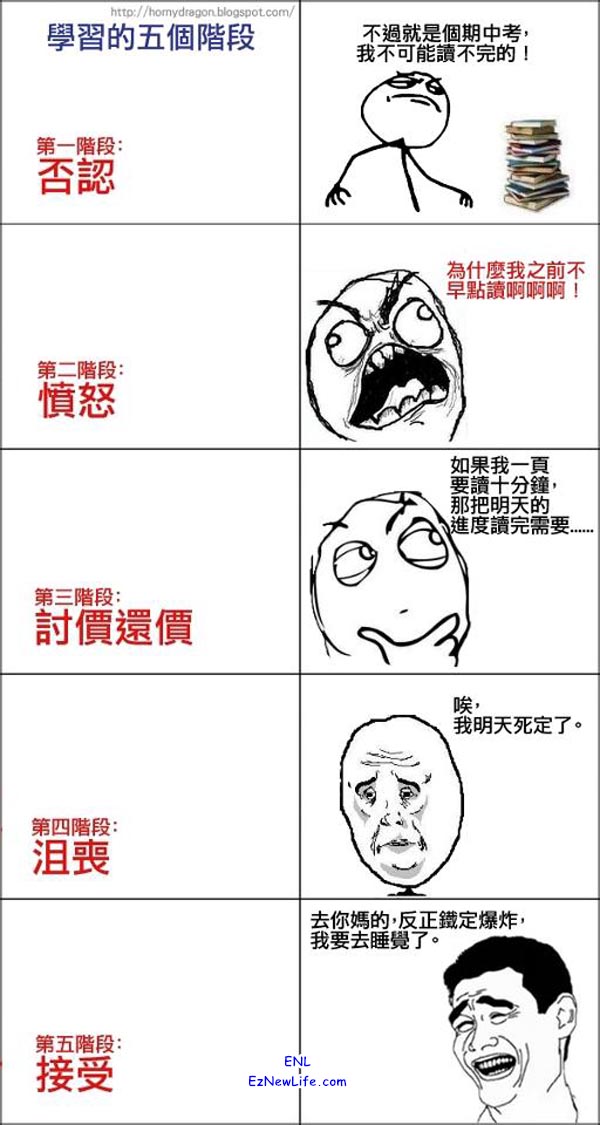 http://hornydragon.blogspot.com/
學習的五個階段
第一階段:
否認
不過就是個期中考,
我不可能讀不完的!
第二階段:
憤怒
為什麼我之前不
早點讀啊啊啊!
第三階段:
討價還價
如果我一頁
要讀十分鐘,
那把明天的
進度讀完需要......
第四階段:
沮喪
唉,
我明天死定了。
第五階段:
接受
去你媽的,反正鐵定爆炸,
我要去睡覺了。
ENL
EzNewLife.com